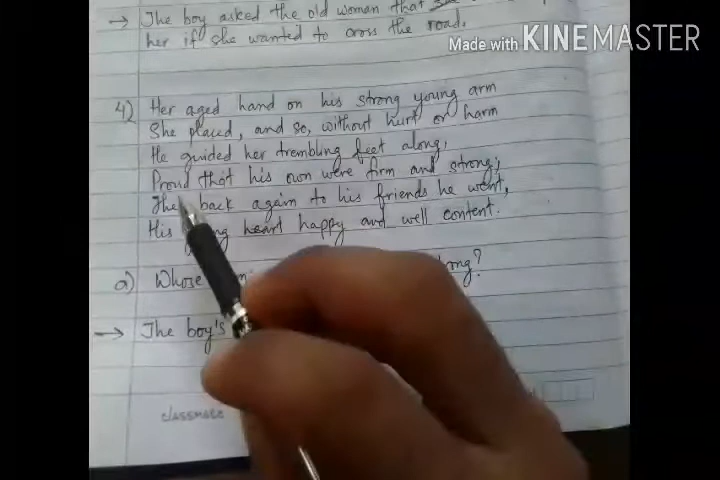 → The boy asked the old woman that
her if she wanted to cross the road.
Made with KINEMASTER
4) Her aged hand on his strong young arm
She placed, and so, without hurt or harm
He guided her trembling feet along,
Proud that his own were firm and strong;
The back again to his friends he went,
His young heart happy and well content.
a) Whose
→ The boy's
classmate